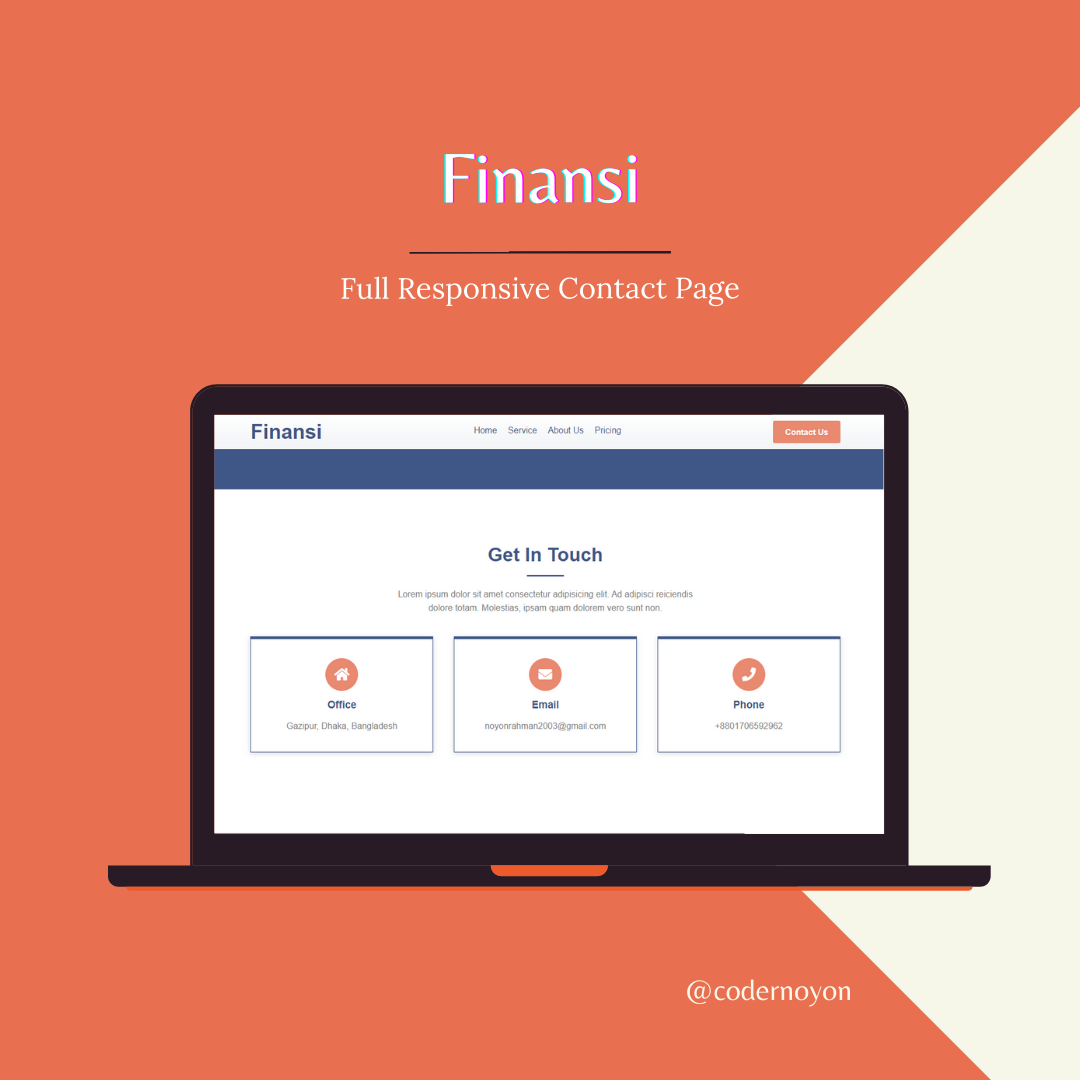 Finansi
Full Responsive Contact Page
Finansi
Home Service About Us Pricing
Contact Us
Get In Touch
Lorem ipsum dolor sit amet consectetur adipisicing elit. Ad adipisci reiciendis
dolore totam. Molestias, ipsam quam dolorem vero sunt non.
Office
Gazipur, Dhaka, Bangladesh
Email
noyonrahman2003@gmail.com
Phone
+8801706592962
@codernoyon